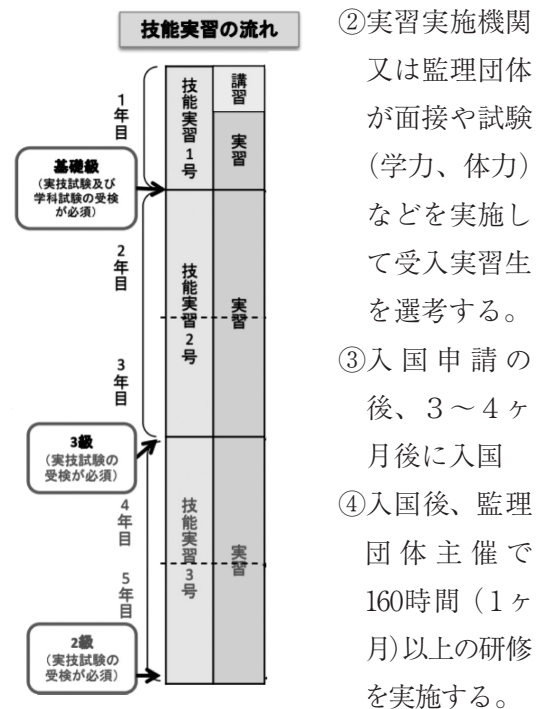 技能実習の流れ
1年目
技能実習1号
講習
実習
基礎級
(実技試験及び
学科試験の受検
が必須)
2年目
技能実習2号
実習
3年目
3級
(実技試験の
受検が必須)
4年目
技能実習3号
実習
5年目
2級
(実技試験の
受検が必須)
②実習実施機関
又は監理団体
が面接や試験
(学力、体力)
などを実施し
て受入実習生
を選考する。
③入国申請の
後、3～4ヶ
月後に入国
④入国後、監理
団体主催で
160時間(1ヶ
月)以上の研修
を実施する。